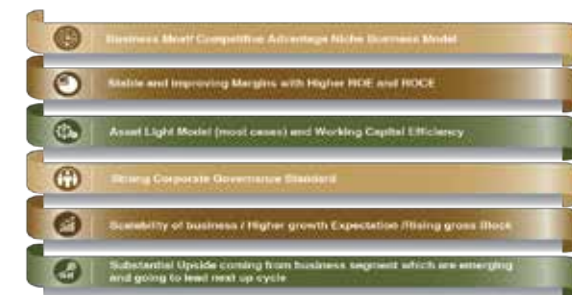 Business Moat/ Competitive Advantage Niche Business Model
Stable and Improving Margins with Higher ROE and ROCE
Asset Light Model (most cases) and Working Capital Efficiency
Strong Corporate Governance Standard
Scalability of business / Higher growth Expectation /Rising gross Block
Substantial Upside coming from business segment which are emerging
and going to lead next up cycle